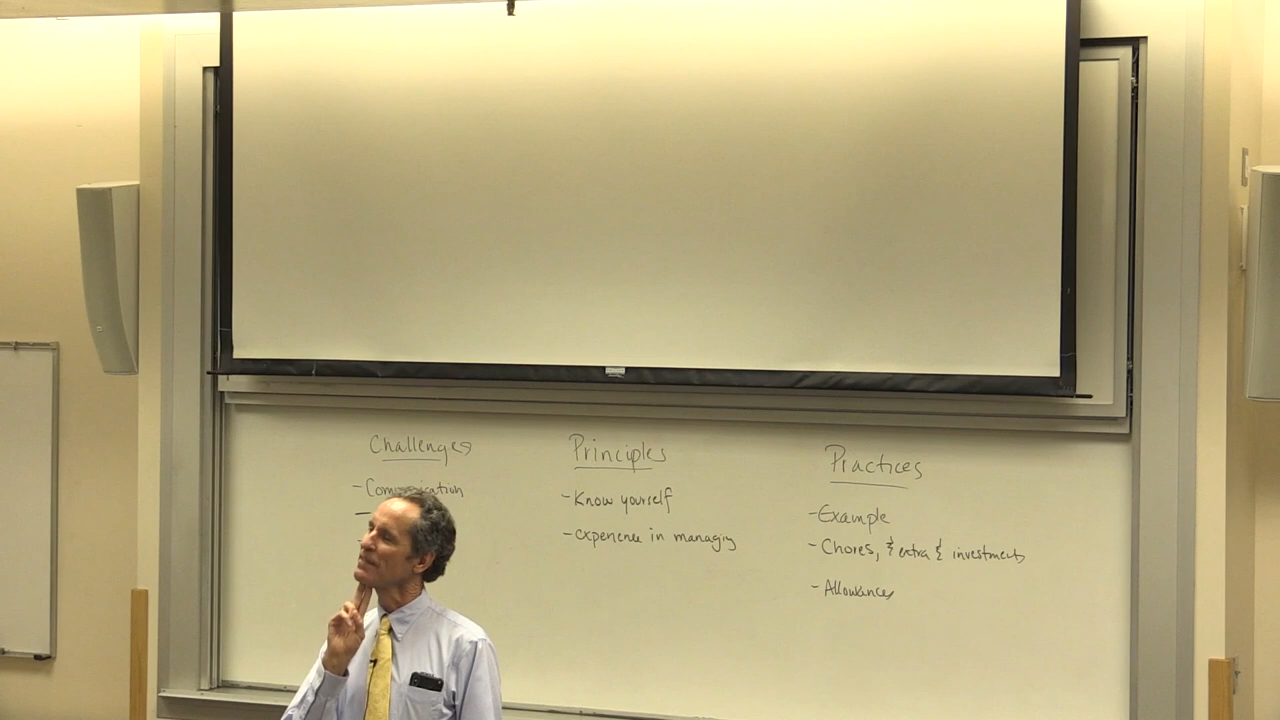 Challenges
- Communication
-
Principles
- Know yourself
- experience in managing
Practices
- Example
- Chores, { extra { investments
- Allowances